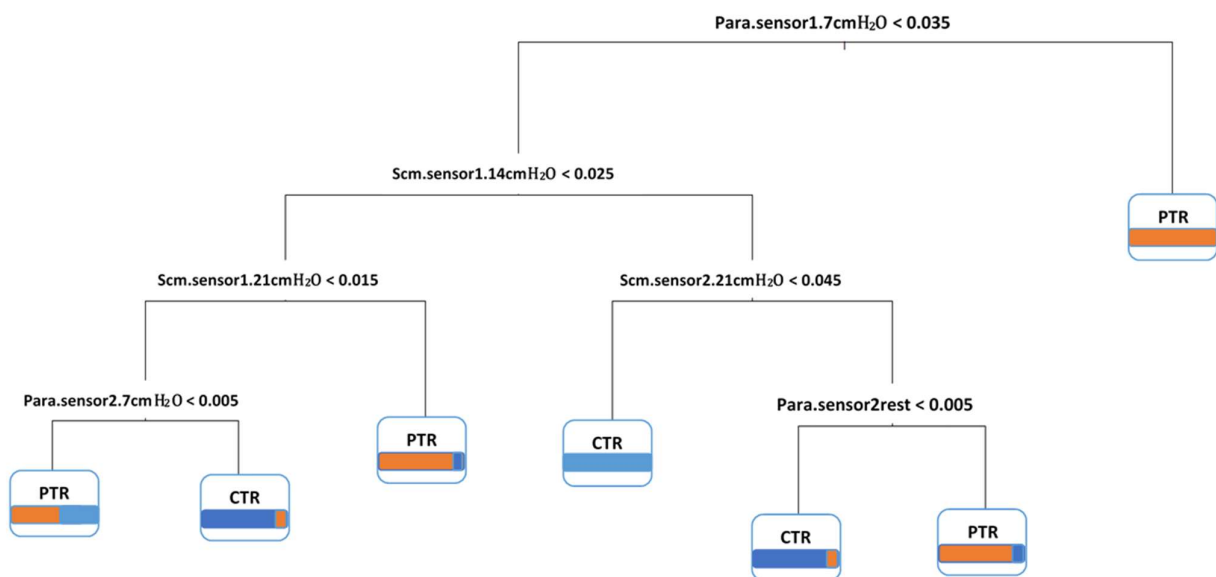 Para.sensor1.7cmH₂O < 0.035
Scm.sensor1.14cmH₂O < 0.025
PTR
Scm.sensor1.21cmH₂O < 0.015
Scm.sensor2.21cmH₂O < 0.045
Para.sensor2.7cmH₂O < 0.005
Para.sensor2rest < 0.005
PTR
CTR
PTR
CTR
CTR
PTR